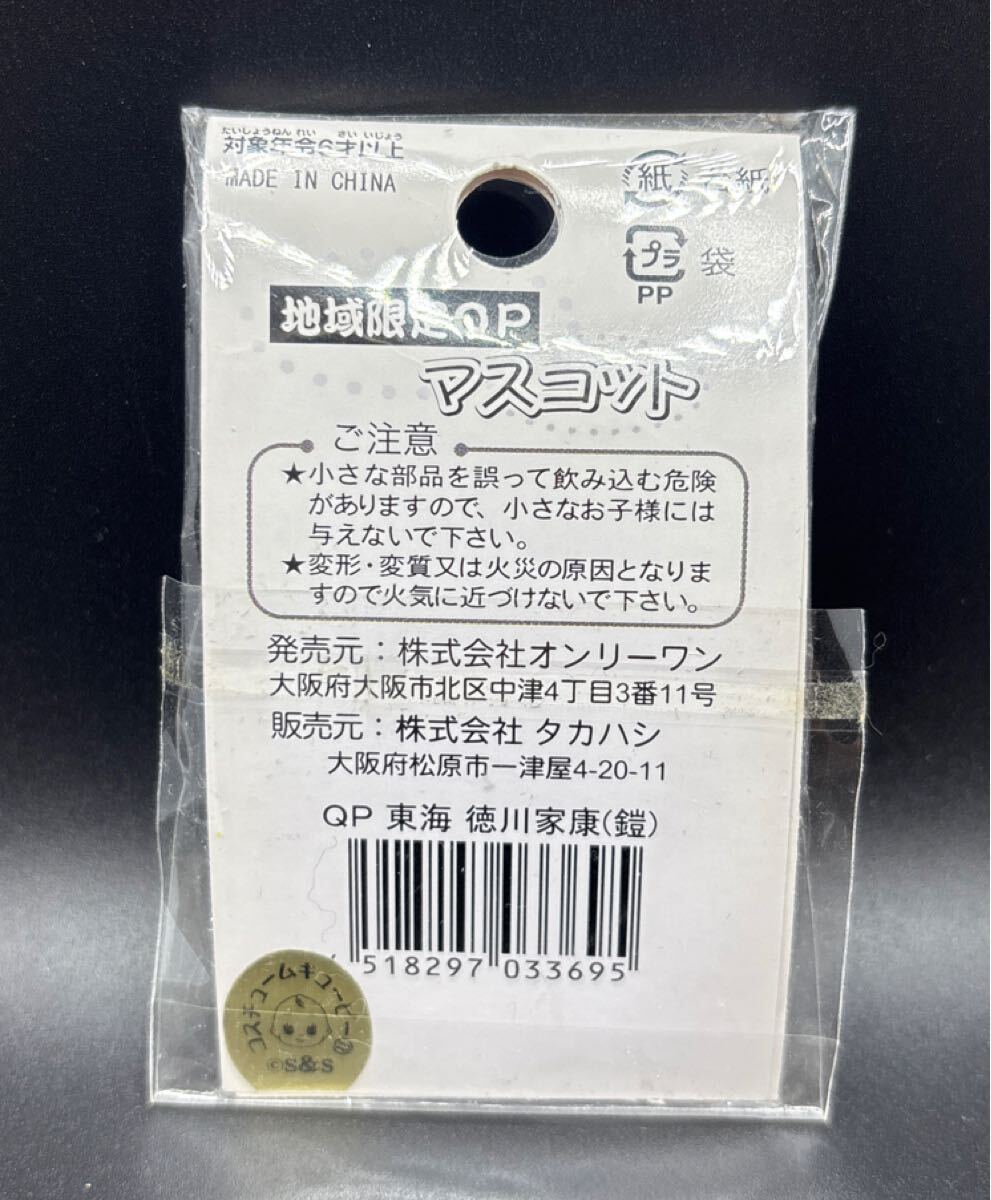 たいしょうねんれい さい いじょう
対象年令6才以上
MADE IN CHINA
紙 台紙
プラ 袋
PP
地域限定QP
マスコット
ご注意
★小さな部品を誤って飲み込む危険
がありますので、小さなお子様には
与えないで下さい。
★変形・変質又は火災の原因となりま
すので火気に近づけないで下さい。
発売元：株式会社オンリーワン
大阪府大阪市北区中津4丁目3番11号
販売元：株式会社 タカハシ
大阪府松原市一津屋4-20-11
QP 東海 徳川家康(鎧)
518297 033695
コスチュームキューピー
©S&S